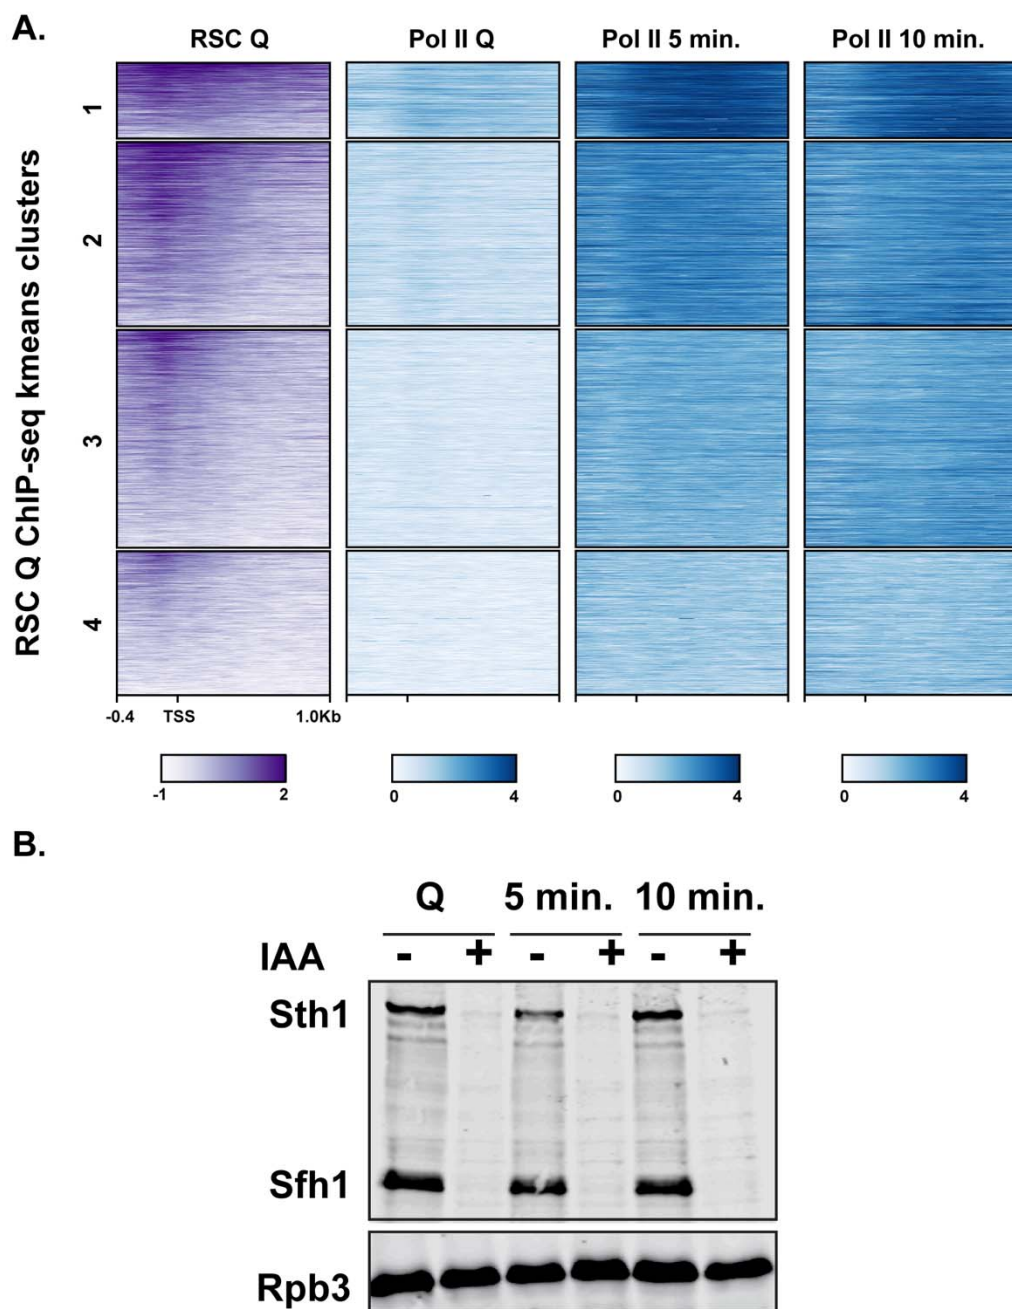 A.
RSC Q Pol II Q Pol II 5 min. Pol II 10 min.
RSC Q ChIP-seq kmeans clusters
1
2
3
4
-0.4 TSS 1.0Kb
-1 2 0 4 0 4 0 4
B.
Q 5 min. 10 min.
IAA - + - + - +
Sth1
Sfh1
Rpb3